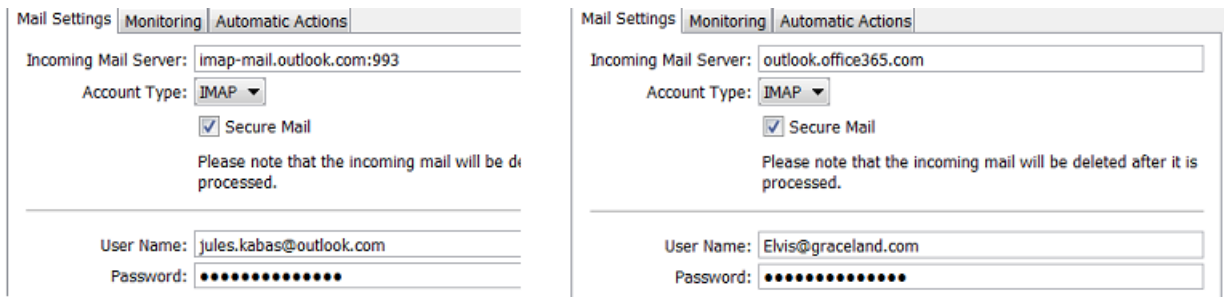 Mail Settings Monitoring Automatic Actions
Incoming Mail Server: imap-mail.outlook.com:993
Account Type: IMAP
Secure Mail
Please note that the incoming mail will be de
processed.
User Name: jules.kabas@outlook.com
Password: ••••••••••••••
Mail Settings Monitoring Automatic Actions
Incoming Mail Server: outlook.office365.com
Account Type: IMAP
Secure Mail
Please note that the incoming mail will be deleted after it is
processed.
User Name: Elvis@graceland.com
Password: ••••••••••••••